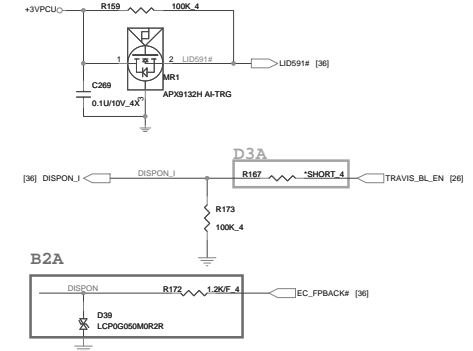 +3VPCU R159 100K_4
1 2 LID591# LID591# [36]
MR1
C269
APX9132H AI-TRG
0.1U/10V_4X 3
D3A
[36] DISPON_I DISPON_I R167 *SHORT_4 TRAVIS_BL_EN [26]
R173
100K_4
B2A
DISPON R172 1.2K/F_4 EC_FPBACK# [36]
D39
LCP0G050M0R2R